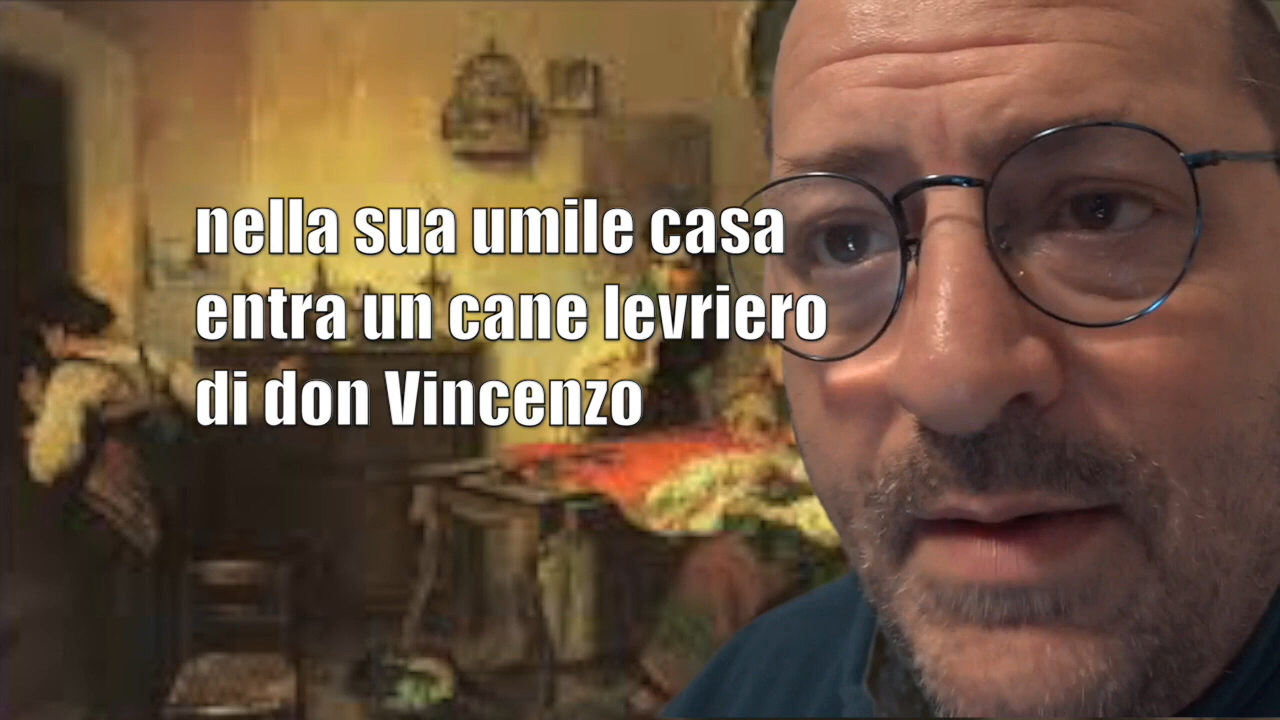 nella sua umile casa
entra un cane levriero
di don Vincenzo